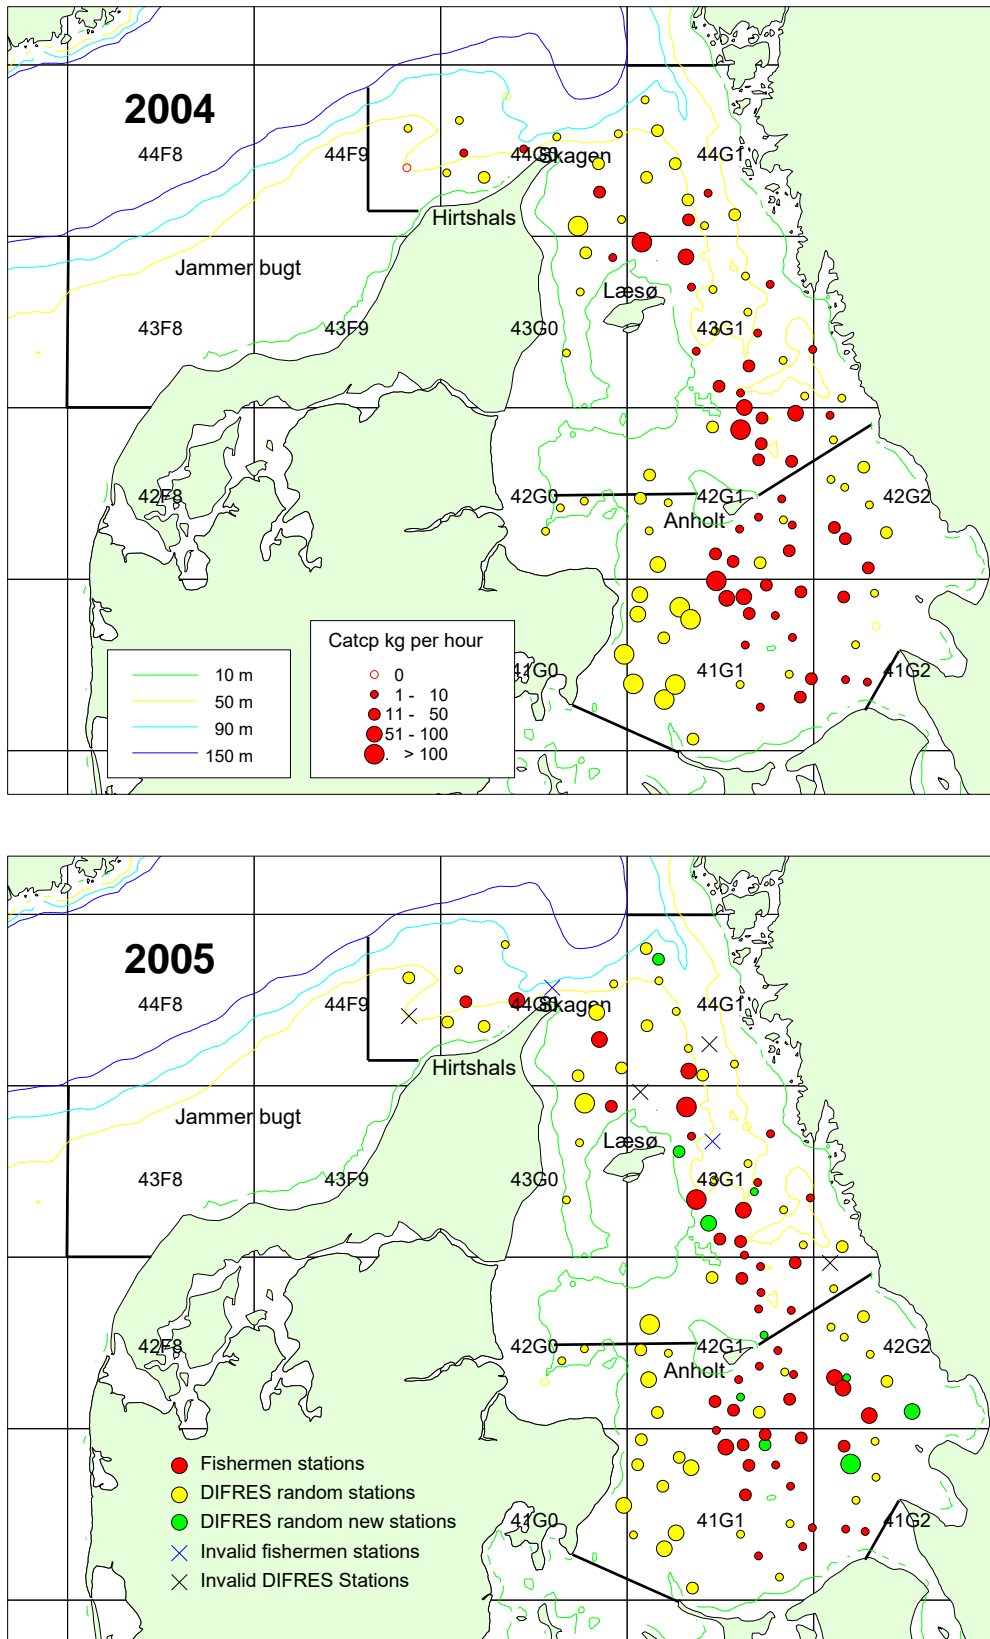 2004
44F8
44F9
44G0
Skagen
44G1
Hirtshals
Jammer bugt
Læsø
43F8
43F9
43G0
43G1
42F8
42G0
42G1
42G2
Anholt
Catcp kg per hour
0
1 - 10
11 - 50
51 - 100
. > 100
10 m
50 m
90 m
150 m
41G0
41G1
41G2
2005
44F8
44F9
44G0
Skagen
44G1
Hirtshals
Jammer bugt
Læsø
43F8
43F9
43G0
43G1
42F8
42G0
42G1
42G2
Anholt
Fishermen stations
DIFRES random stations
DIFRES random new stations
Invalid fishermen stations
Invalid DIFRES Stations
41G0
41G1
41G2